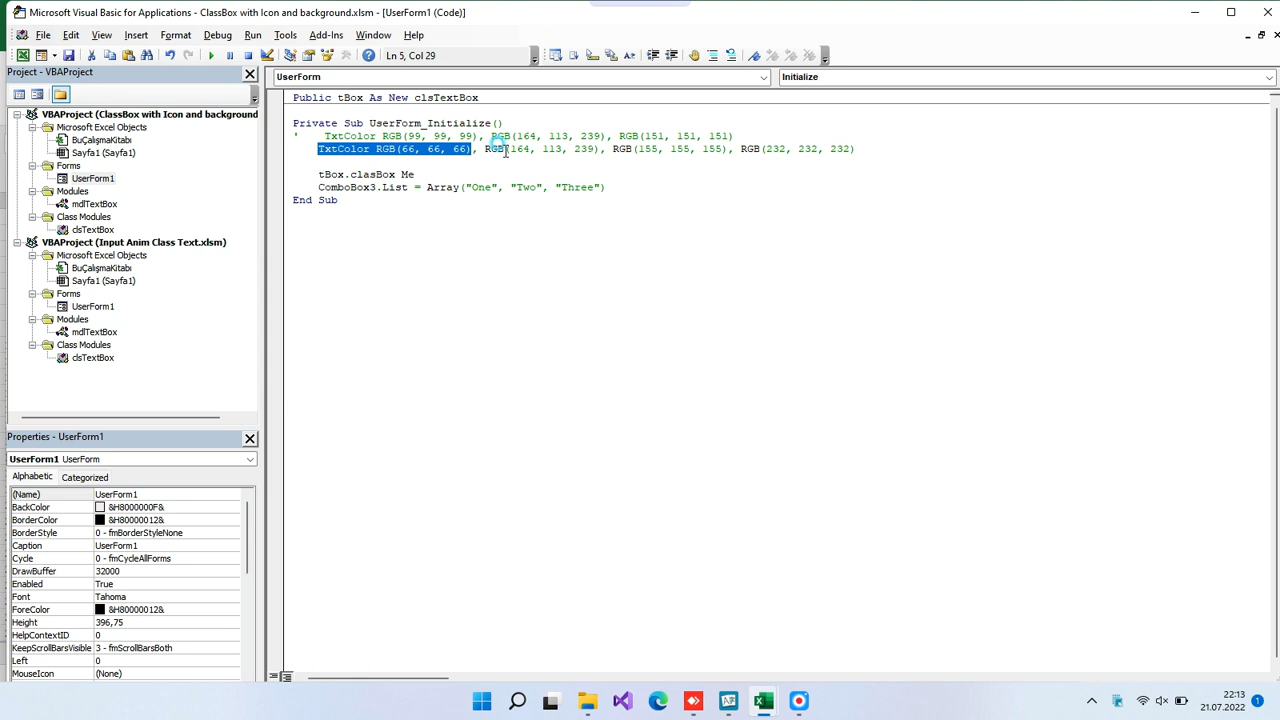 Microsoft Visual Basic for Applications - ClassBox with Icon and background.xlsm - [UserForm1 (Code)]
File Edit View Insert Format Debug Run Tools Add-Ins Window Help
Ln 5, Col 29
Project - VBAProject
VBAProject (ClassBox with Icon and background
Microsoft Excel Objects
BuÇalışmaKitabı
Sayfa1 (Sayfa1)
Forms
UserForm1
Modules
mdlTextBox
Class Modules
clsTextBox
VBAProject (Input Anim Class Text.xlsm)
Microsoft Excel Objects
BuÇalışmaKitabı
Sayfa1 (Sayfa1)
Forms
UserForm1
Modules
mdlTextBox
Class Modules
clsTextBox
Properties - UserForm1
UserForm1 UserForm
Alphabetic Categorized
(Name) UserForm1
BackColor &H8000000F&
BorderColor &H80000012&
BorderStyle 0 - fmBorderStyleNone
Caption UserForm1
Cycle 0 - fmCycleAllForms
DrawBuffer 32000
Enabled True
Font Tahoma
ForeColor &H80000012&
Height 396,75
HelpContextID 0
KeepScrollBarsVisible 3 - fmScrollBarsBoth
Left 0
MouseIcon (None)
UserForm Initialize
Public tBox As New clsTextBox
Private Sub UserForm_Initialize()
' TxtColor RGB(99, 99, 99), RGB(164, 113, 239), RGB(151, 151, 151)
TxtColor RGB(66, 66, 66), RGB(164, 113, 239), RGB(155, 155, 155), RGB(232, 232, 232)
tBox.clasBox Me
ComboBox3.List = Array("One", "Two", "Three")
End Sub
22:13
21.07.2022
1